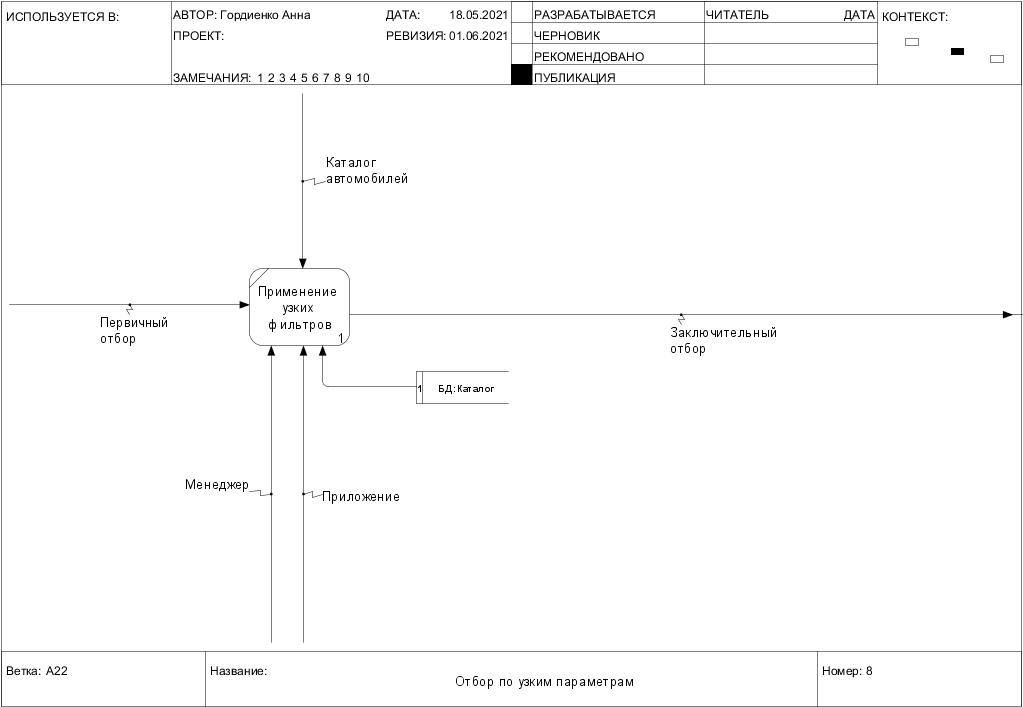 ИСПОЛЬЗУЕТСЯ В:
АВТОР: Гордиенко Анна
ДАТА: 18.05.2021
ПРОЕКТ:
РЕВИЗИЯ: 01.06.2021
ЗАМЕЧАНИЯ: 1 2 3 4 5 6 7 8 9 10
РАЗРАБАТЫВАЕТСЯ
ЧЕРНОВИК
РЕКОМЕНДОВАНО
ПУБЛИКАЦИЯ
ЧИТАТЕЛЬ ДАТА
КОНТЕКСТ:
Каталог
автомобилей
Применение
узких
фильтров
1
Первичный
отбор
Заключительный
отбор
1 БД:Каталог
Менеджер
Приложение
Ветка: A22
Название:
Отбор по узким параметрам
Номер: 8